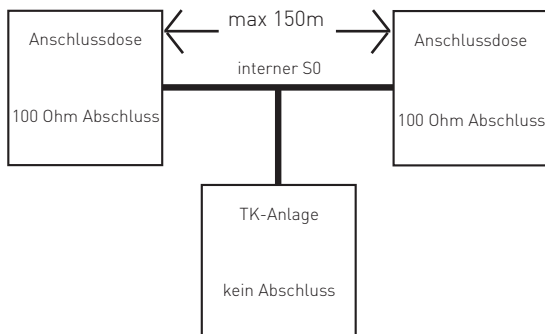 max 150m
Anschlussdose
100 Ohm Abschluss
interner S0
Anschlussdose
100 Ohm Abschluss
TK-Anlage
kein Abschluss